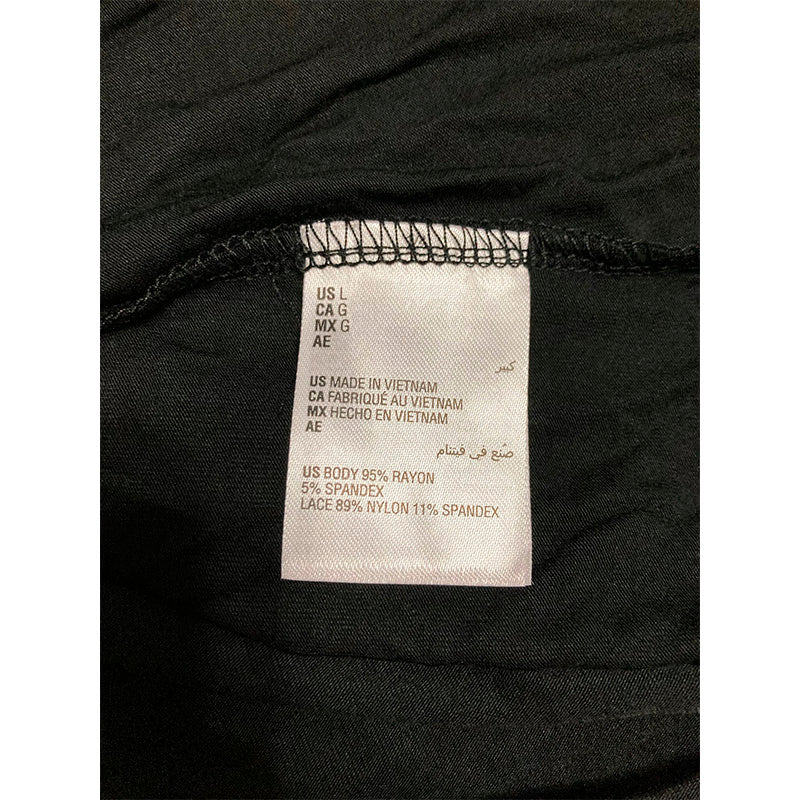 US L
CA G
MX G
AE
كبير
US MADE IN VIETNAM
CA FABRIQUÉ AU VIETNAM
MX HECHO EN VIETNAM
AE
صُنع في فيتنام
US BODY 95% RAYON
5% SPANDEX
LACE 89% NYLON 11% SPANDEX